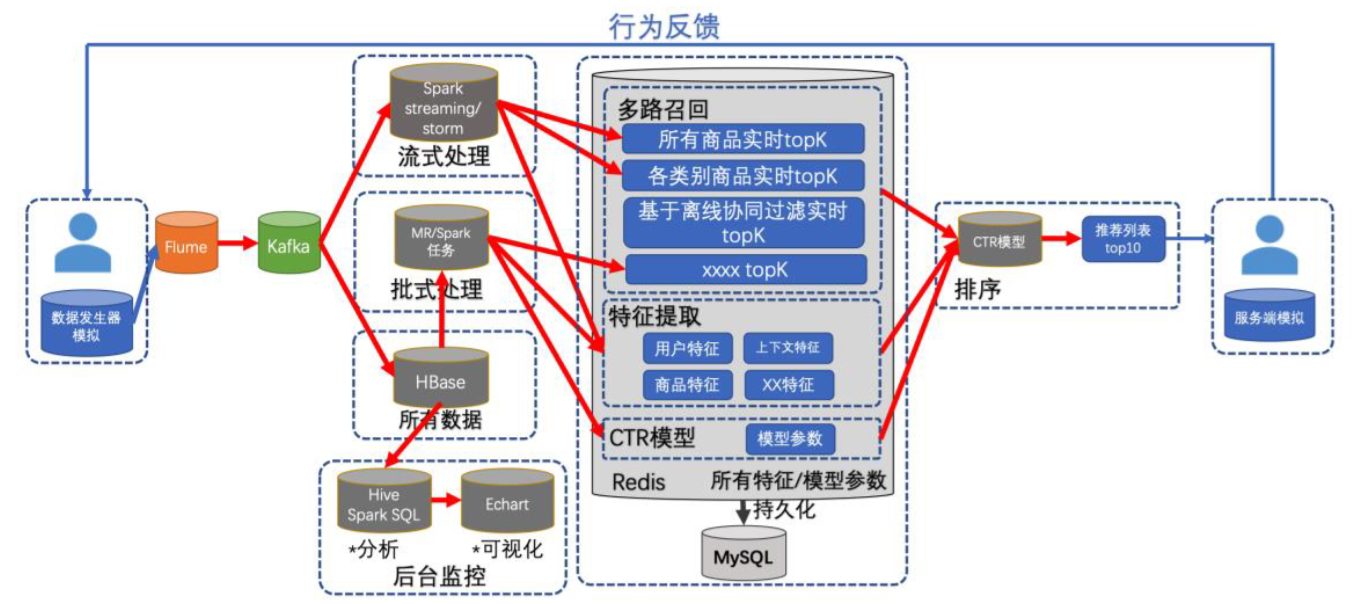 行为反馈
数据发生器
模拟
Flume
Kafka
Spark
streaming/
storm
流式处理
MR/Spark
任务
批式处理
HBase
所有数据
Hive
Spark SQL
*分析
Echart
*可视化
后台监控
多路召回
所有商品实时topK
各类别商品实时topK
基于离线协同过滤实时
topK
xxxx topK
特征提取
用户特征
上下文特征
商品特征
XX特征
CTR模型
模型参数
Redis
所有特征/模型参数
持久化
MySQL
CTR模型
推荐列表
top10
排序
服务端模拟